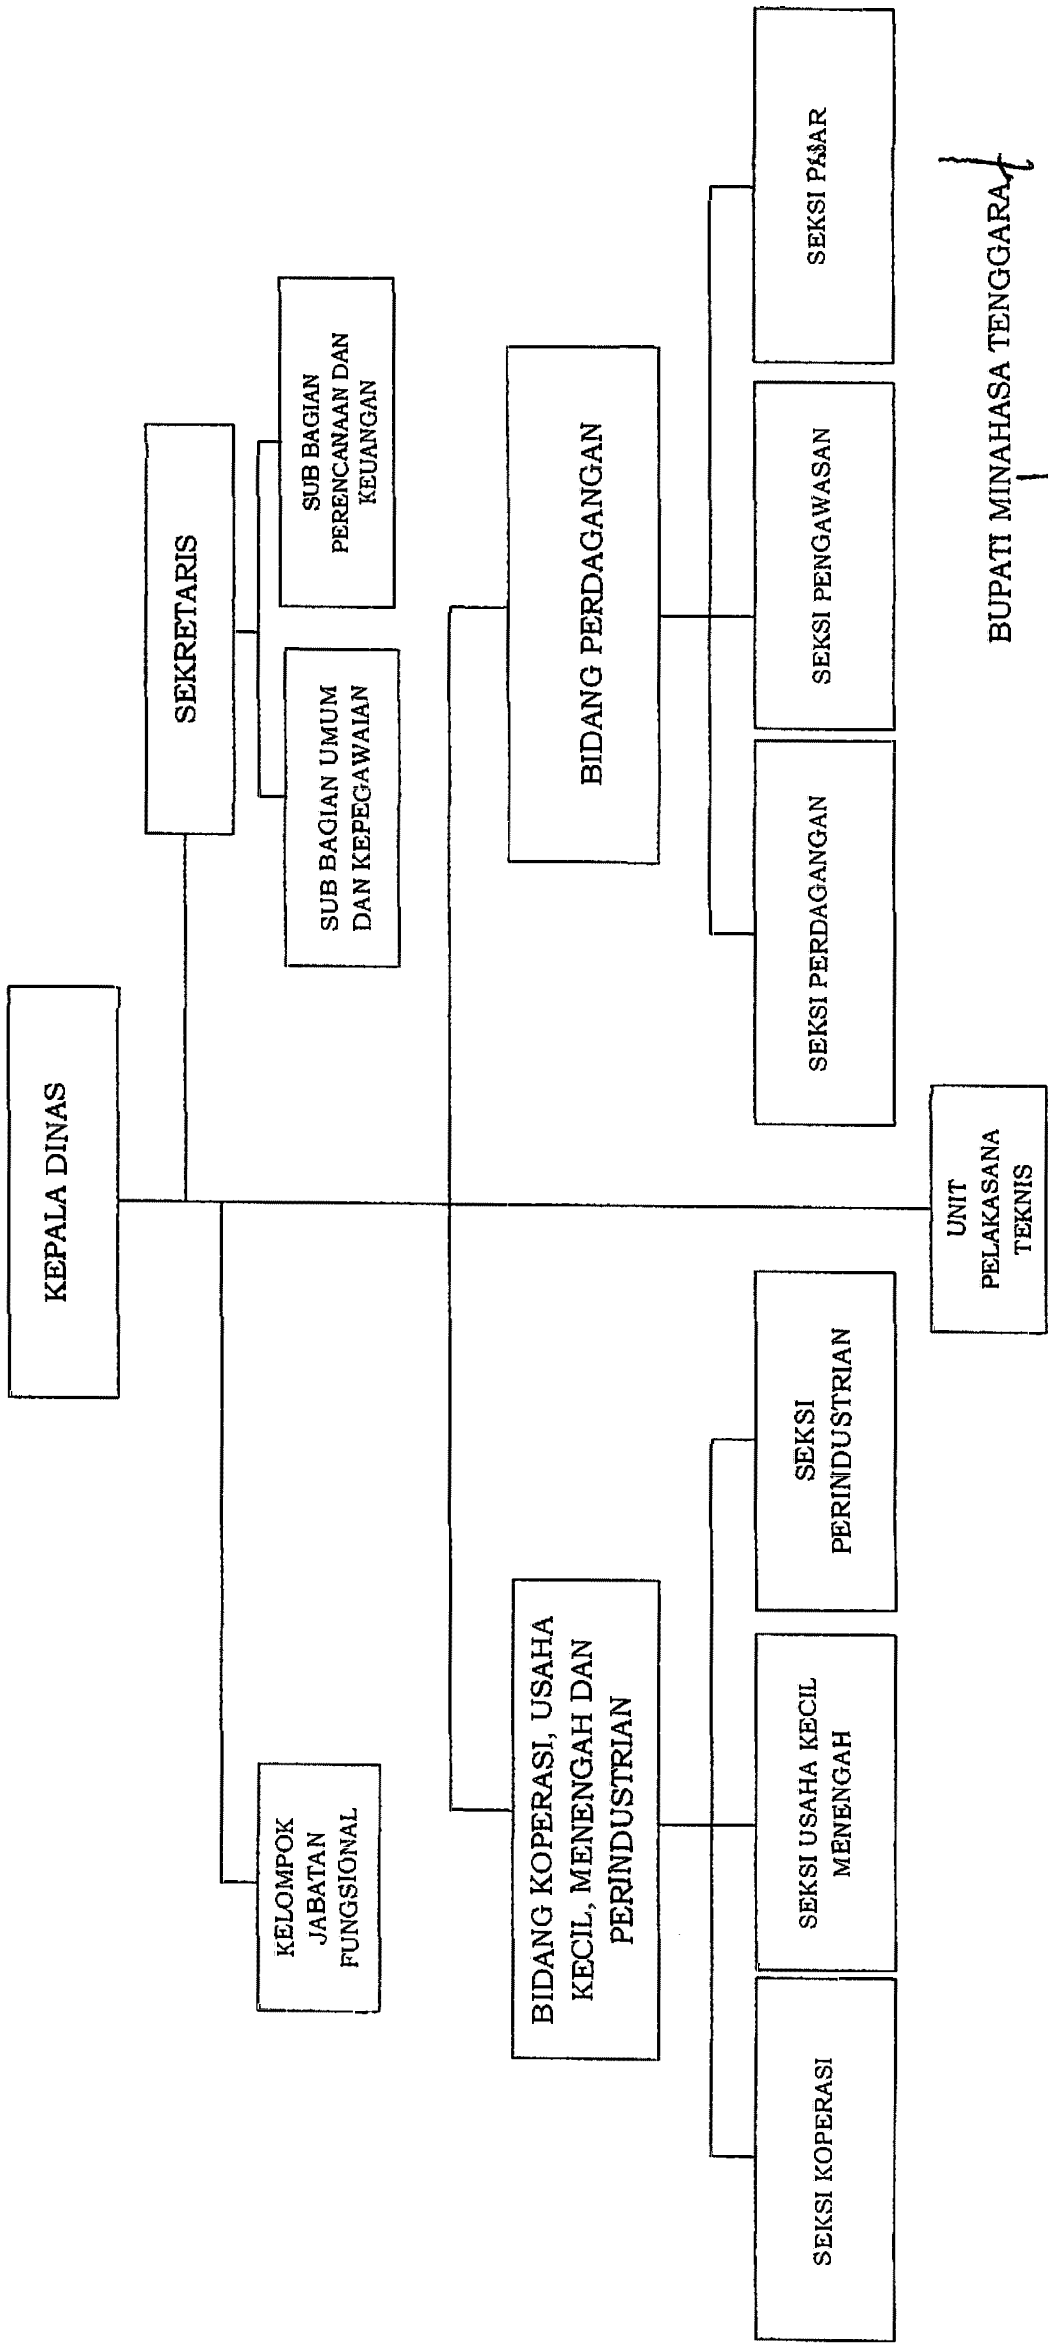 KEPALA DINAS
SEKRETARIS
SUB BAGIAN UMUM
DAN KEPEGAWAIAN
SUB BAGIAN
PERENCANAAN DAN
KEUANGAN
KELOMPOK
JABATAN
FUNGSIONAL
BIDANG KOPERASI, USAHA
KECIL, MENENGAH DAN
PERINDUSTRIAN
BIDANG PERDAGANGAN
SEKSI KOPERASI
SEKSI USAHA KECIL
MENENGAH
SEKSI
PERINDUSTRIAN
SEKSI PERDAGANGAN
SEKSI PENGAWASAN
SEKSI PASAR
UNIT
PELAKASANA
TEKNIS
BUPATI MINAHASA TENGGARA